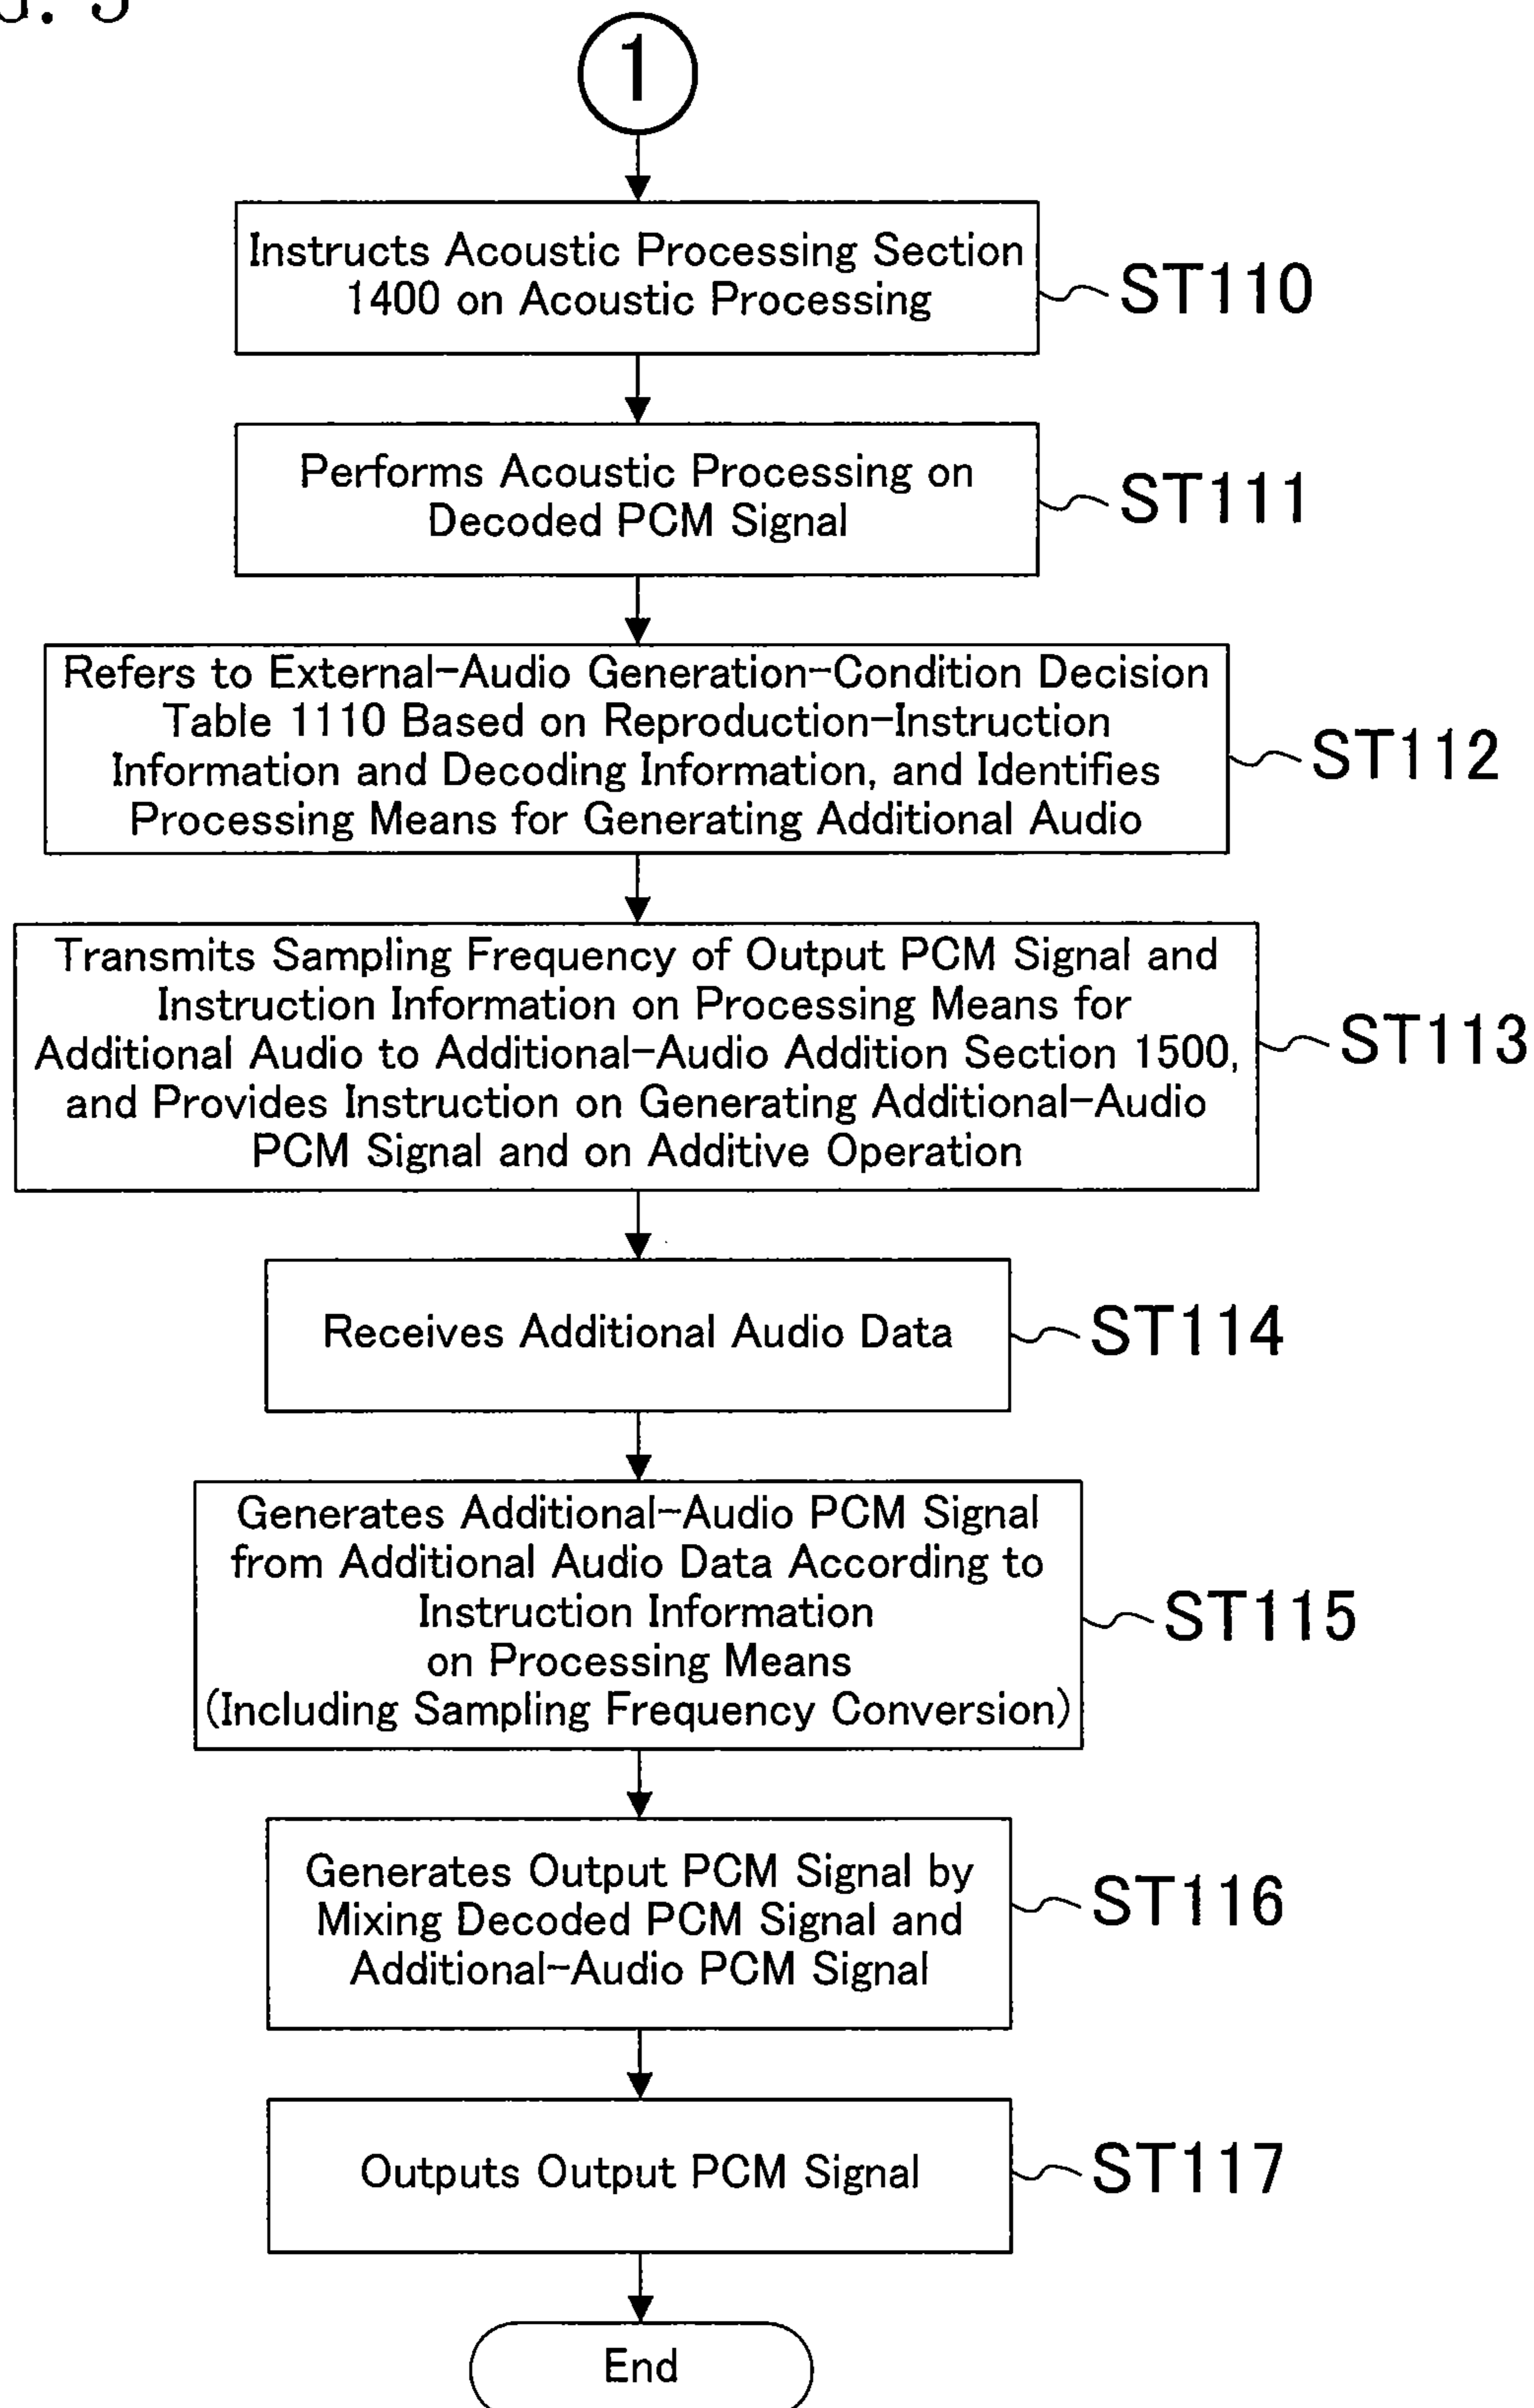 1
Instructs Acoustic Processing Section
1400 on Acoustic Processing
ST110
Performs Acoustic Processing on
Decoded PCM Signal
ST111
Refers to External-Audio Generation-Condition Decision
Table 1110 Based on Reproduction-Instruction
Information and Decoding Information, and Identifies
Processing Means for Generating Additional Audio
ST112
Transmits Sampling Frequency of Output PCM Signal and
Instruction Information on Processing Means for
Additional Audio to Additional-Audio Addition Section 1500,
and Provides Instruction on Generating Additional-Audio
PCM Signal and on Additive Operation
ST113
Receives Additional Audio Data
ST114
Generates Additional-Audio PCM Signal
from Additional Audio Data According to
Instruction Information
on Processing Means
(Including Sampling Frequency Conversion)
ST115
Generates Output PCM Signal by
Mixing Decoded PCM Signal and
Additional-Audio PCM Signal
ST116
Outputs Output PCM Signal
ST117
End